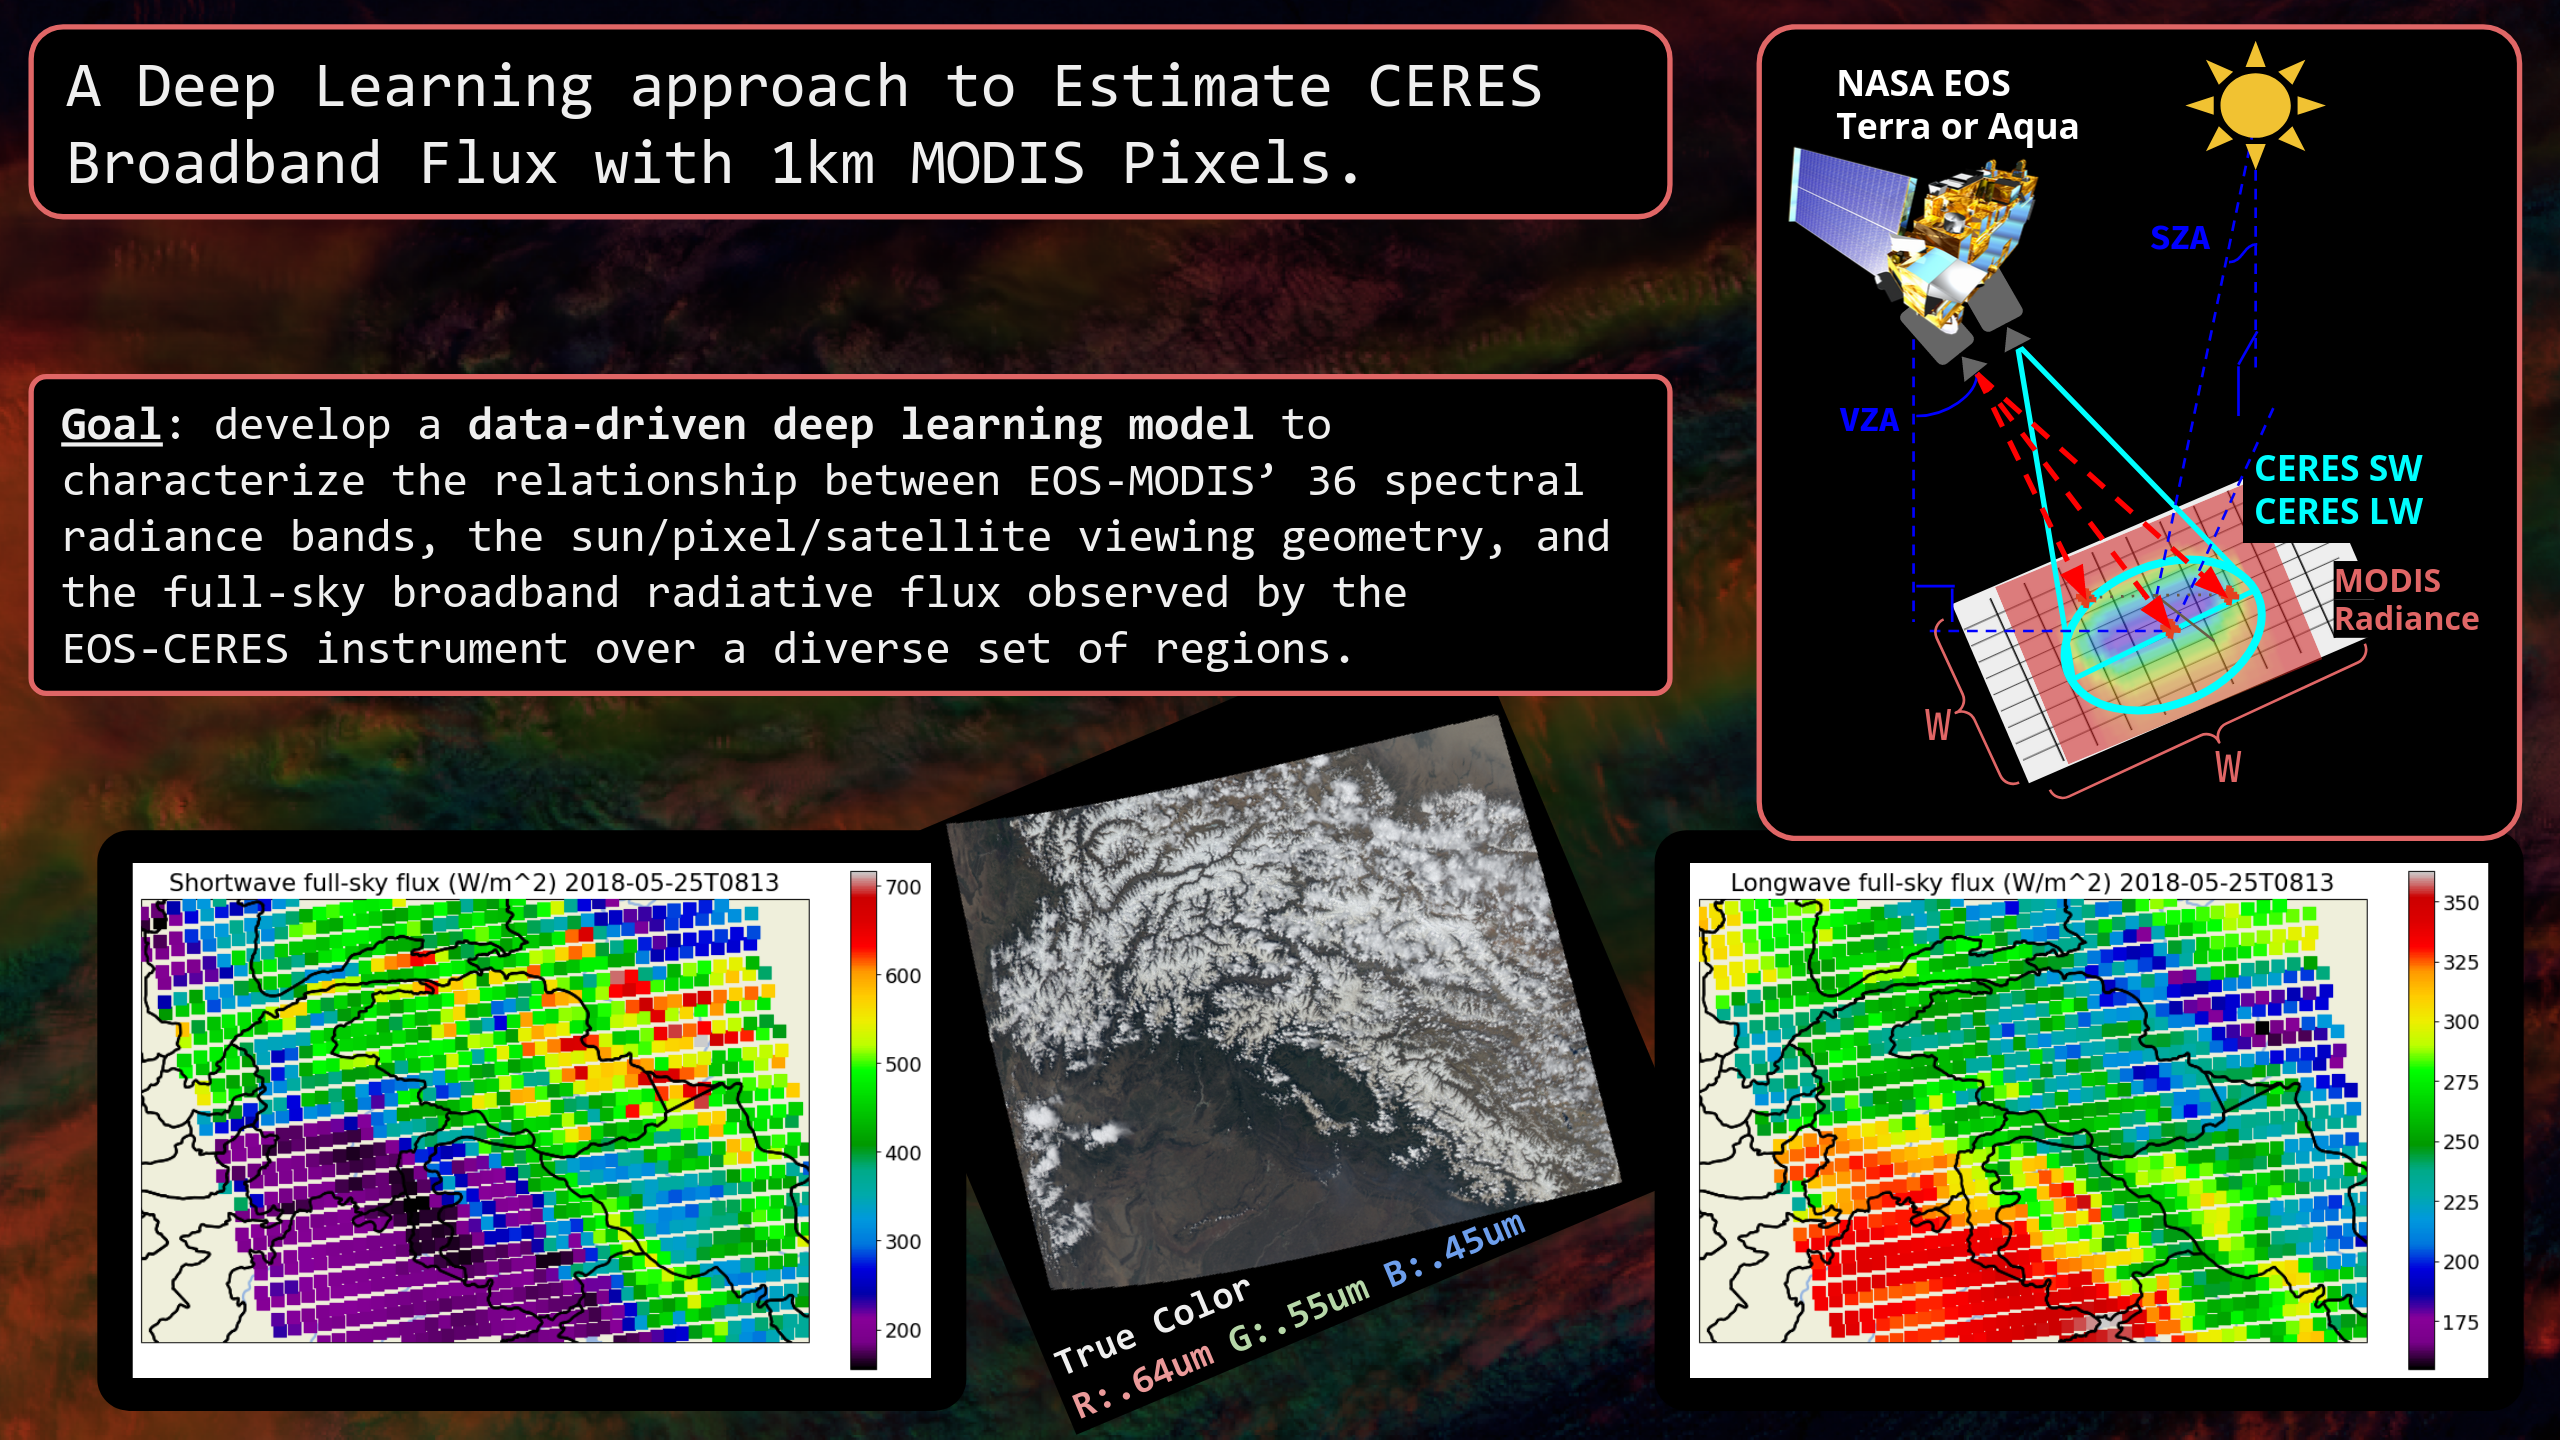 A Deep Learning approach to Estimate CERES
Broadband Flux with 1km MODIS Pixels.
Goal: develop a data-driven deep learning model to
characterize the relationship between EOS-MODIS’ 36 spectral
radiance bands, the sun/pixel/satellite viewing geometry, and
the full-sky broadband radiative flux observed by the
EOS-CERES instrument over a diverse set of regions.
NASA EOS
Terra or Aqua
SZA
VZA
CERES SW
CERES LW
MODIS
Radiance
W
W
Shortwave full-sky flux (W/m^2) 2018-05-25T0813
700
600
500
400
300
200
True Color
R:.64um G:.55um B:.45um
Longwave full-sky flux (W/m^2) 2018-05-25T0813
350
325
300
275
250
225
200
175